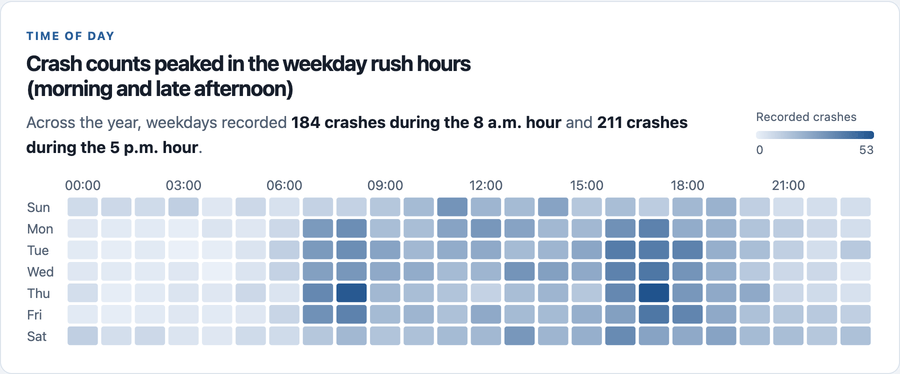 TIME OF DAY
Crash counts peaked in the weekday rush hours
(morning and late afternoon)
Across the year, weekdays recorded 184 crashes during the 8 a.m. hour and 211 crashes
during the 5 p.m. hour.
Recorded crashes
0 53
00:00 03:00 06:00 09:00 12:00 15:00 18:00 21:00
Sun
Mon
Tue
Wed
Thu
Fri
Sat